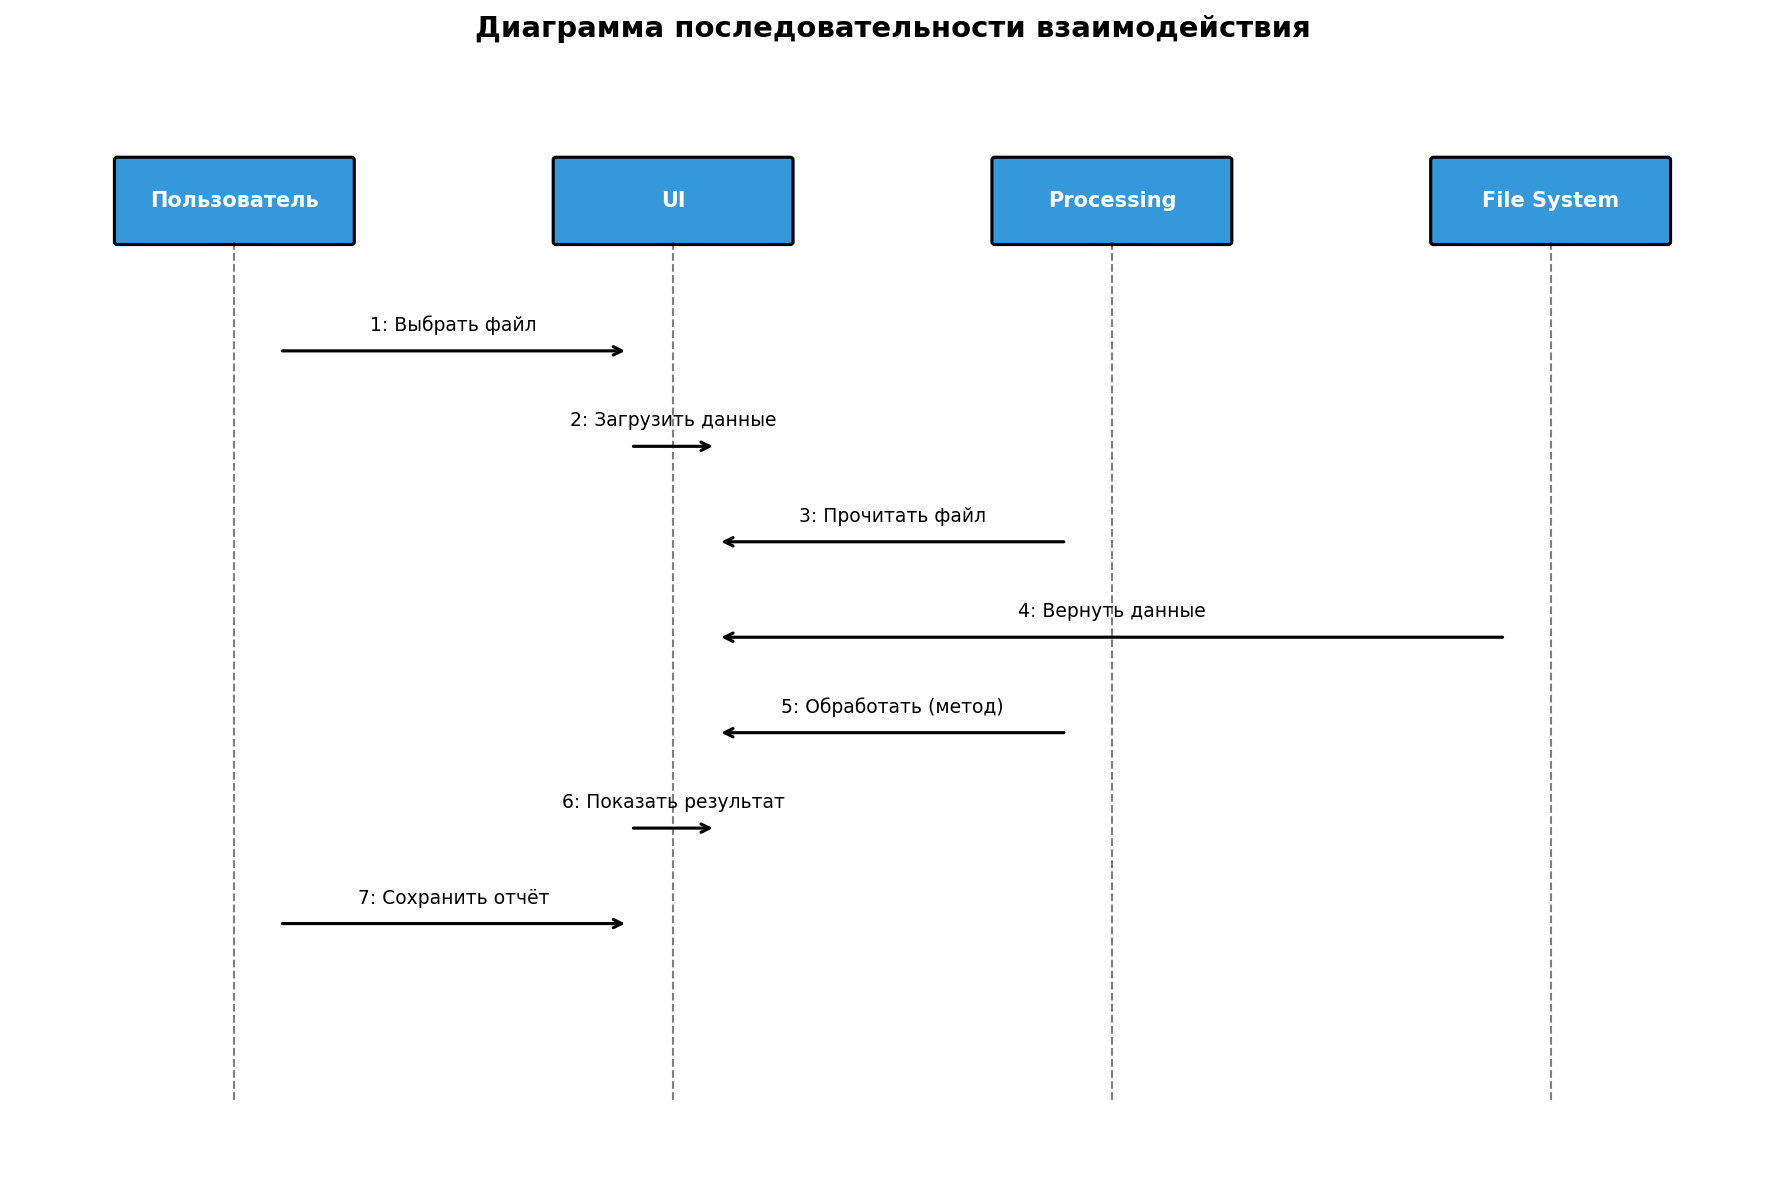 Диаграмма последовательности взаимодействия
Пользователь
UI
Processing
File System
1: Выбрать файл
2: Загрузить данные
3: Прочитать файл
4: Вернуть данные
5: Обработать (метод)
6: Показать результат
7: Сохранить отчёт